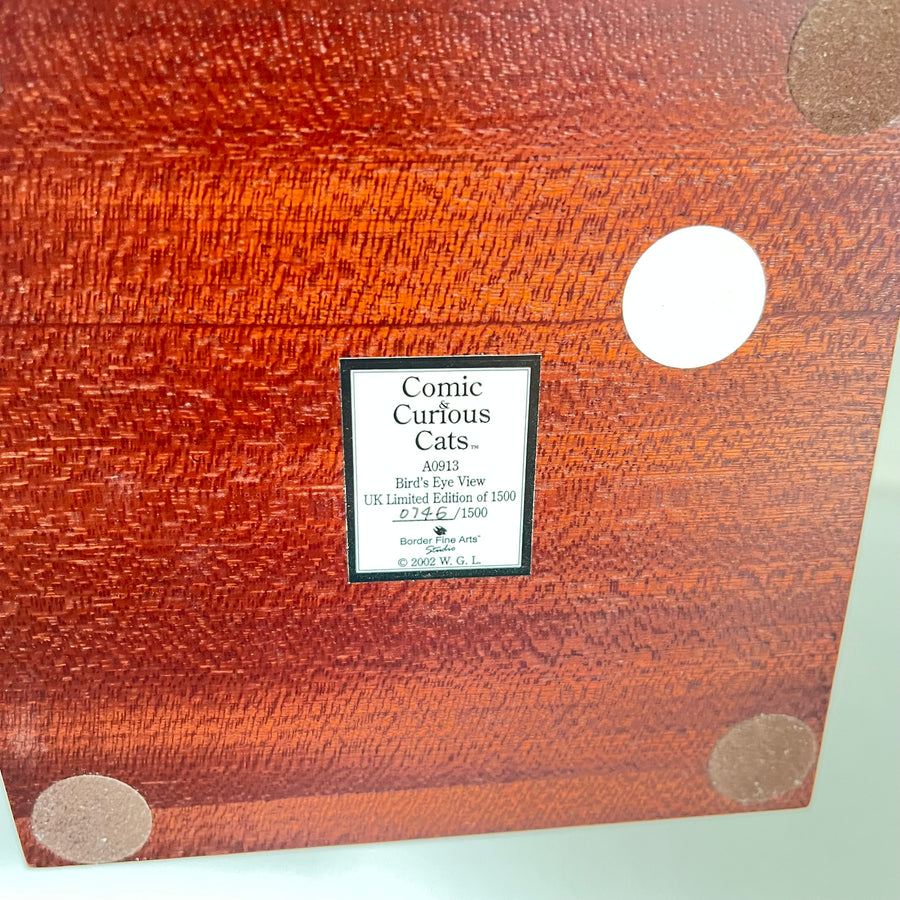 Comic
&
Curious
Cats™
A0913
Bird's Eye View
UK Limited Edition of 1500
0746/1500
Border Fine Arts™
Studio
© 2002 W. G. L.